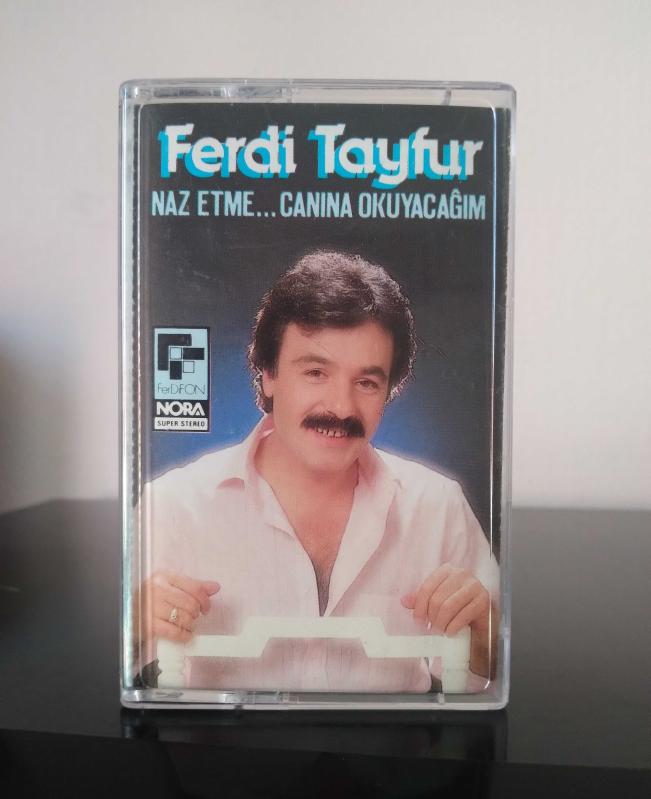 Ferdi Tayfur
NAZ ETME... CANINA OKUYACAĞIM
FerDiFON
NORA
SUPER STEREO